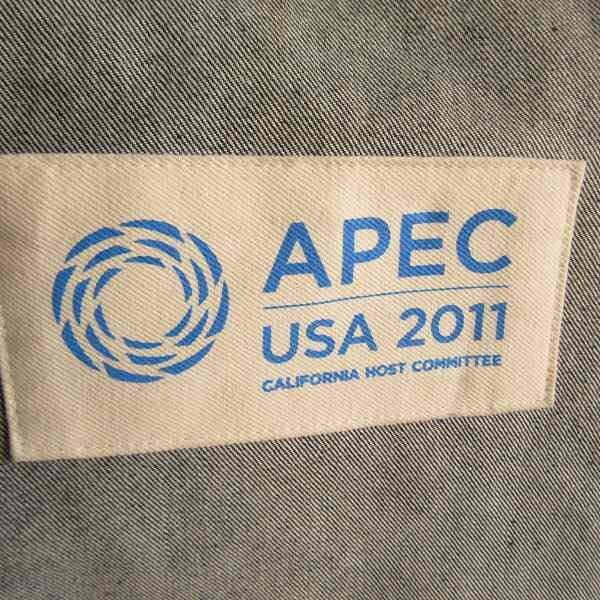 APEC
USA 2011
CALIFORNIA HOST COMMITTEE